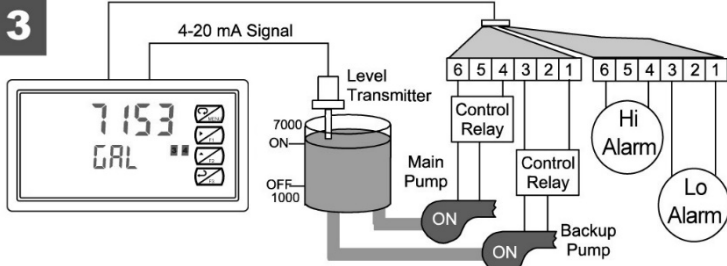 3
4-20 mA Signal
7153
GAL
Level
Transmitter
7000
ON
OFF
1000
6 5 4 3 2 1
6 5 4 3 2 1
Control
Relay
Control
Relay
Main
Pump
ON
Backup
Pump
ON
Hi
Alarm
Lo
Alarm